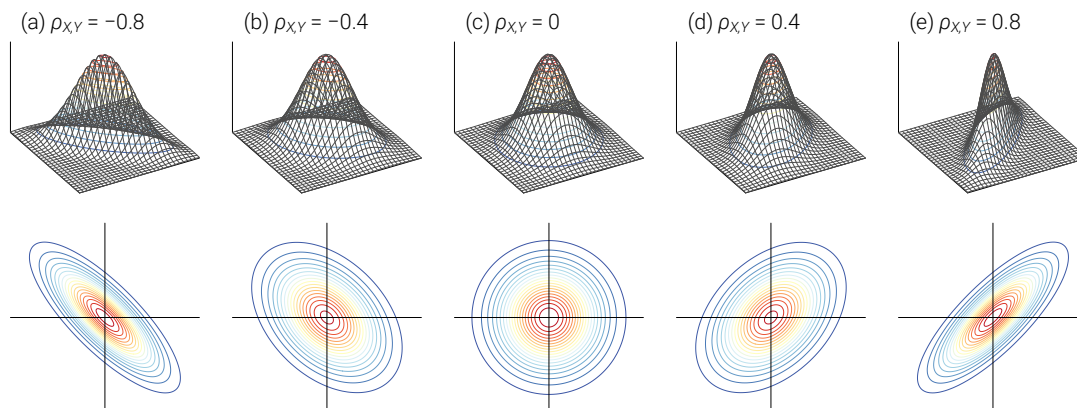 (a) ρX,Y = −0.8
(b) ρX,Y = −0.4
(c) ρX,Y = 0
(d) ρX,Y = 0.4
(e) ρX,Y = 0.8